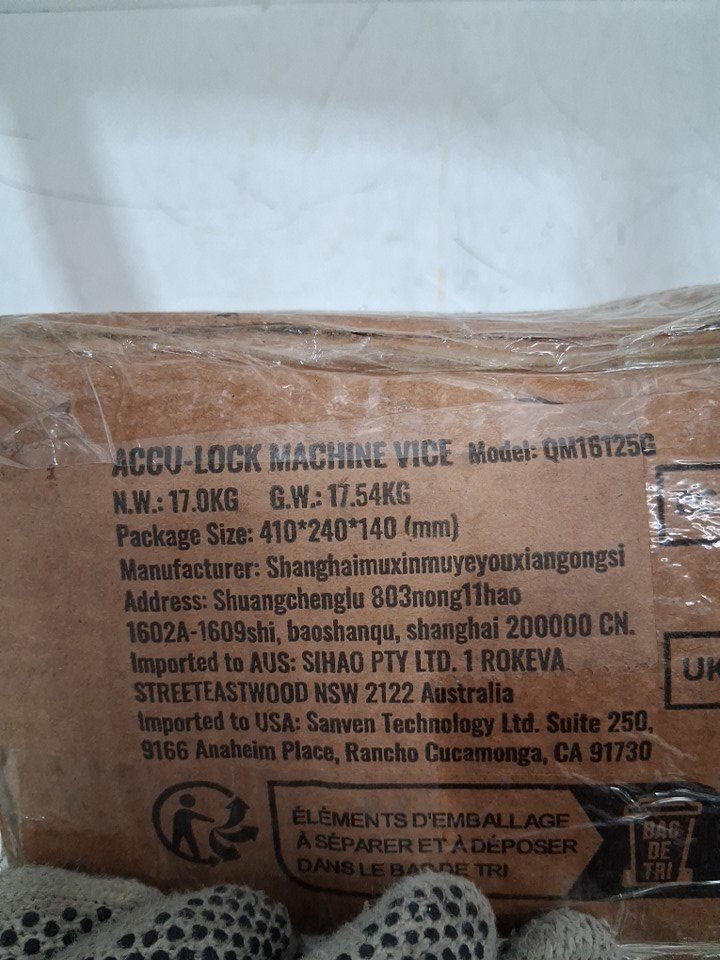 ACCU-LOCK MACHINE VICE Model: QM16125G
N.W.: 17.0KG G.W.: 17.54KG
Package Size: 410*240*140 (mm)
Manufacturer: Shanghaimuxinmuyeyouxiangongsi
Address: Shuangchenglu 803nong11hao
1602A-1609shi, baoshanqu, shanghai 200000 CN.
Imported to AUS: SIHAO PTY LTD. 1 ROKEVA
STREETEASTWOOD NSW 2122 Australia
Imported to USA: Sanven Technology Ltd. Suite 250,
9166 Anaheim Place, Rancho Cucamonga, CA 91730
UK
ÉLÉMENTS D'EMBALLAGE
À SÉPARER ET À DÉPOSER
DANS LE BAC DE TRI
BAC
DE
TRI